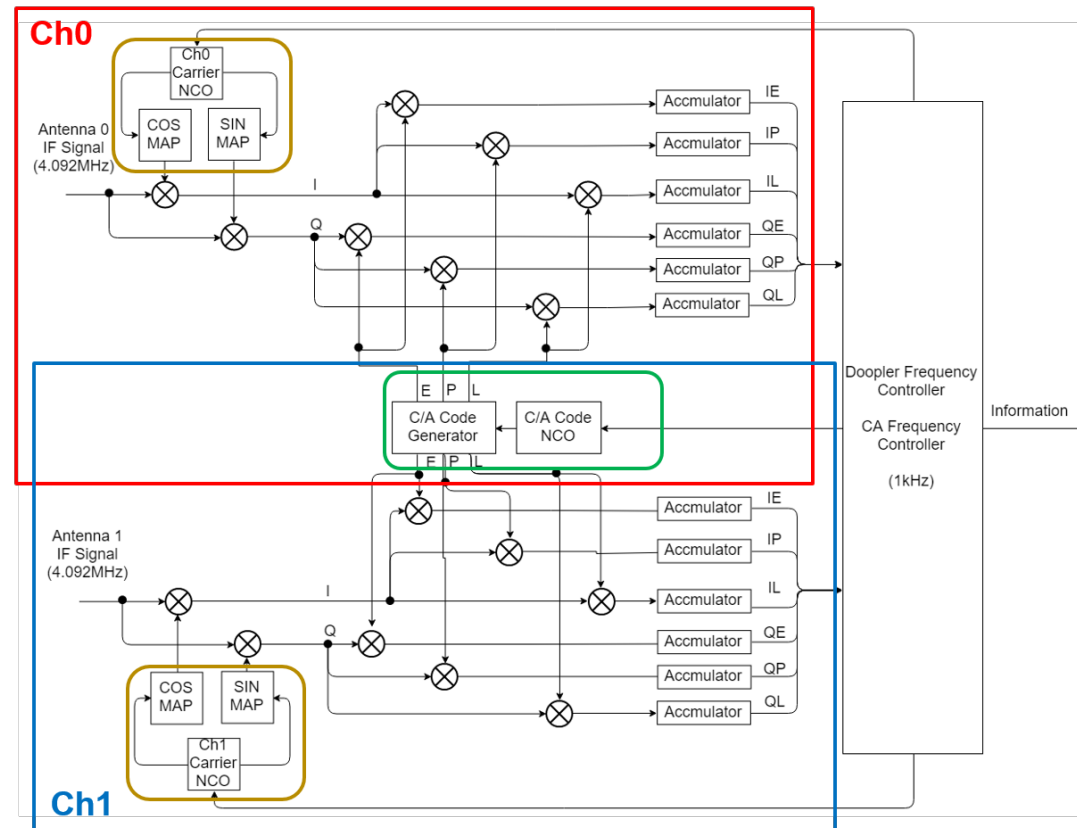 Ch0
Ch0
Carrier
NCO
COS
MAP
SIN
MAP
Antenna 0
IF Signal
(4.092MHz)
I
Q
Accmulator
IE
Accmulator
IP
Accmulator
IL
Accmulator
QE
Accmulator
QP
Accmulator
QL
E P L
C/A Code
Generator
C/A Code
NCO
E P L
Doopler Frequency
Controller
CA Frequency
Controller
(1kHz)
Information
Antenna 1
IF Signal
(4.092MHz)
I
Q
Accmulator
IE
Accmulator
IP
Accmulator
IL
Accmulator
QE
Accmulator
QP
Accmulator
QL
COS
MAP
SIN
MAP
Ch1
Carrier
NCO
Ch1